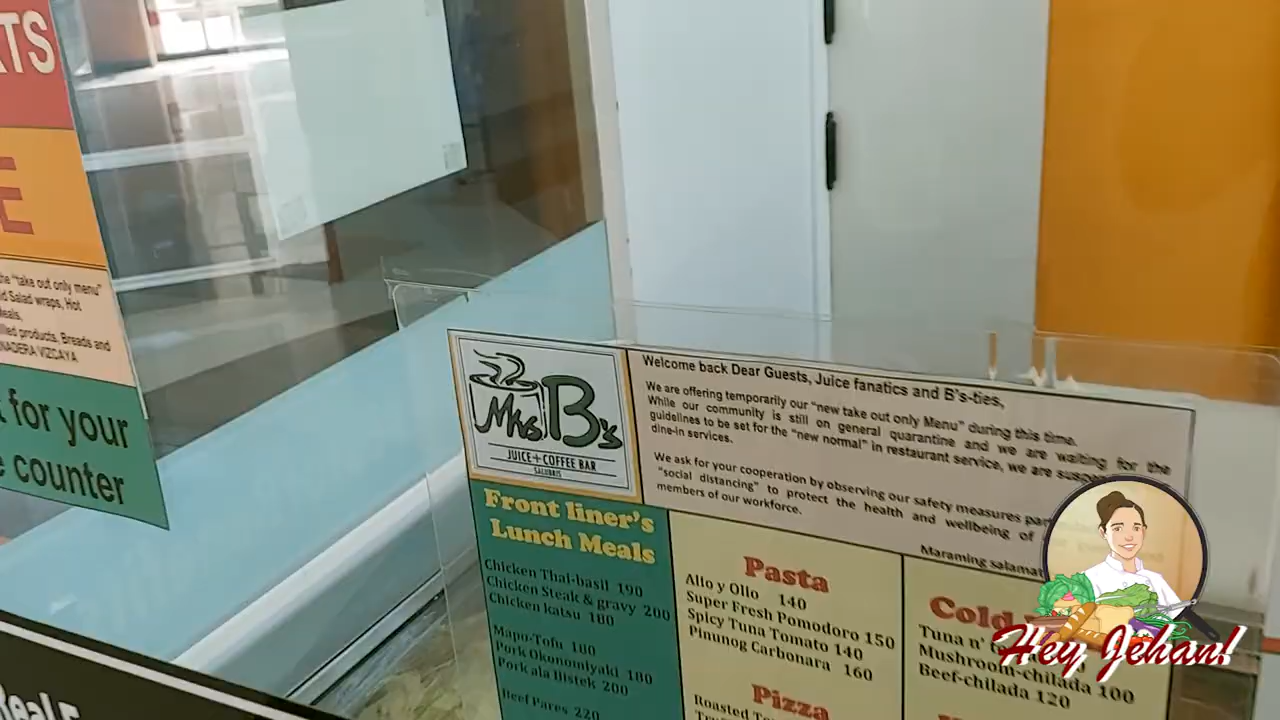 TS
E
he "take out only menu"
d Salad wraps, Hot
eals,
lled products, Breads and
NADERA VIZCAYA
for your
counter
Mrs. B's
JUICE+COFFEE BAR
SALUBRIS
Welcome back Dear Guests, Juice fanatics and B's-ties,
We are offering temporarily our "new take out only Menu" during this time.
While our community is still on general quarantine and we are waiting for the
guidelines to be set for the "new normal" in restaurant service, we are
dine-in services.
We ask for your cooperation by observing our safety measures
"social distancing" to protect the health and wellbeing of
members of our workforce.
Maraming salamat
Front liner's
Lunch Meals
Chicken Thai-basil 190
Chicken Steak & gravy 200
Chicken katsu 180
Mapo-Tofu 180
Pork Okonomiyaki 180
Pork ala Bistek 200
Beef Pares 220
Pasta
Allo y Ollo 140
Super Fresh Pomodoro 150
Spicy Tuna Tomato 140
Pinunog Carbonara 160
Pizza
Roasted
Cold
Tuna n'
Mushroom-chilada 100
Beef-chilada 120
Hey Jehan!